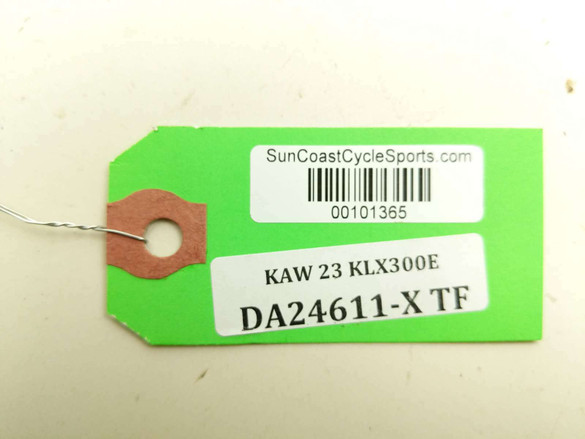 SunCoastCycleSports.com
00101365
KAW 23 KLX300E
DA24611-X TF